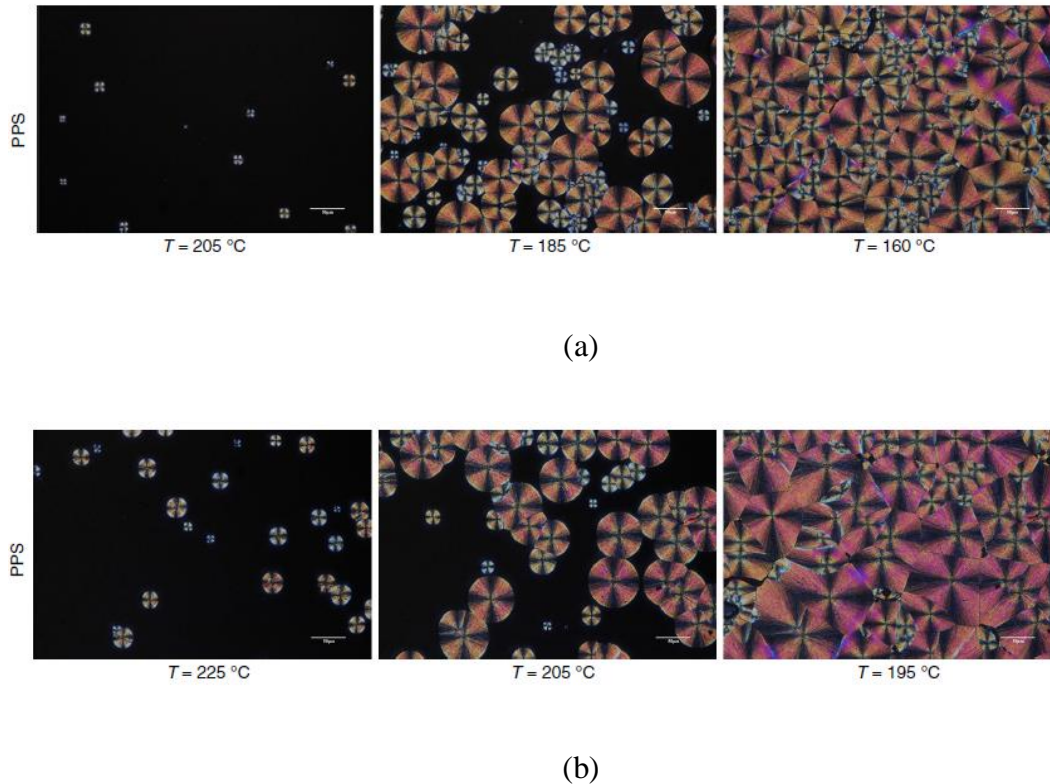 PPS
T = 205 °C T = 185 °C T = 160 °C
(a)
PPS
T = 225 °C T = 205 °C T = 195 °C
(b)